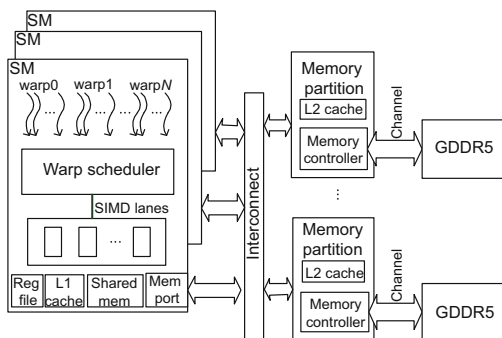 SM
SM
SM
warp0 warp1 warpN
... ... ...
Warp scheduler
SIMD lanes
...
Reg file
L1 cache
Shared mem
Mem port
Interconnect
Memory partition
L2 cache
Memory controller
Channel
GDDR5
...
Memory partition
L2 cache
Memory controller
Channel
GDDR5